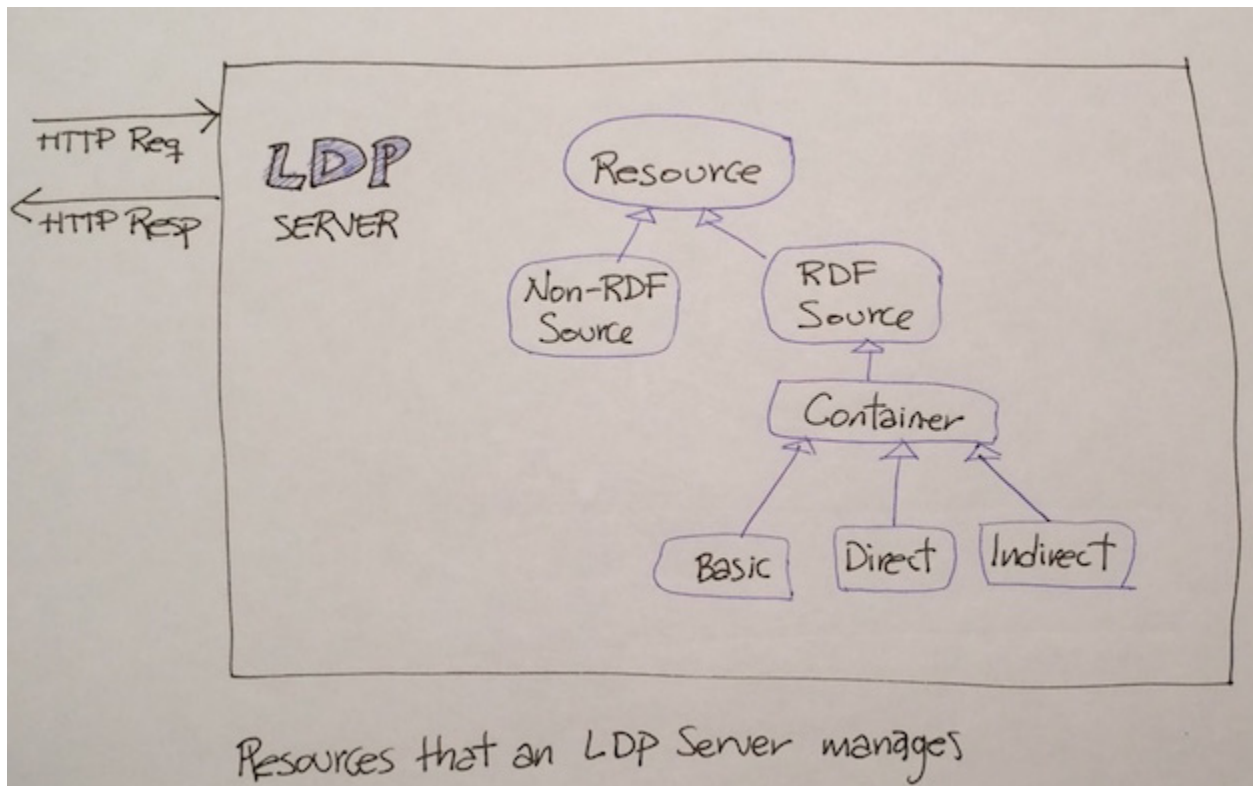 HTTP Req
HTTP Resp
LDP
SERVER
Resource
Non-RDF
Source
RDF
Source
Container
Basic
Direct
Indirect
Resources that an LDP Server manages